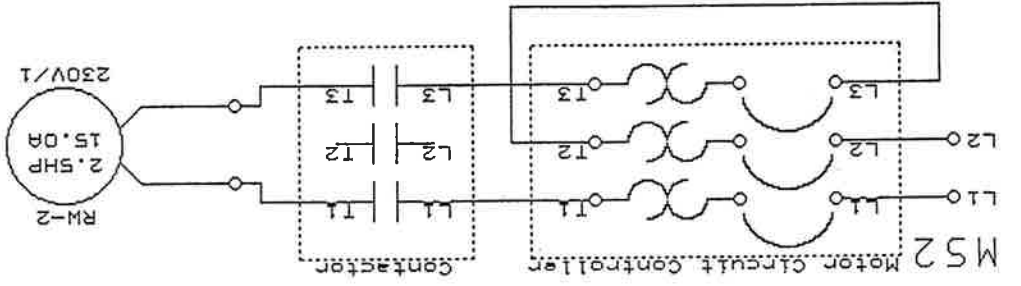 MS2 Motor Circuit Controller Contactor
RW-2
L1 L1 T1 L1 T1
2.5HP
L2 L2 T2 L2 T2
15.0A
L3 T3 L3 T3
230V/1